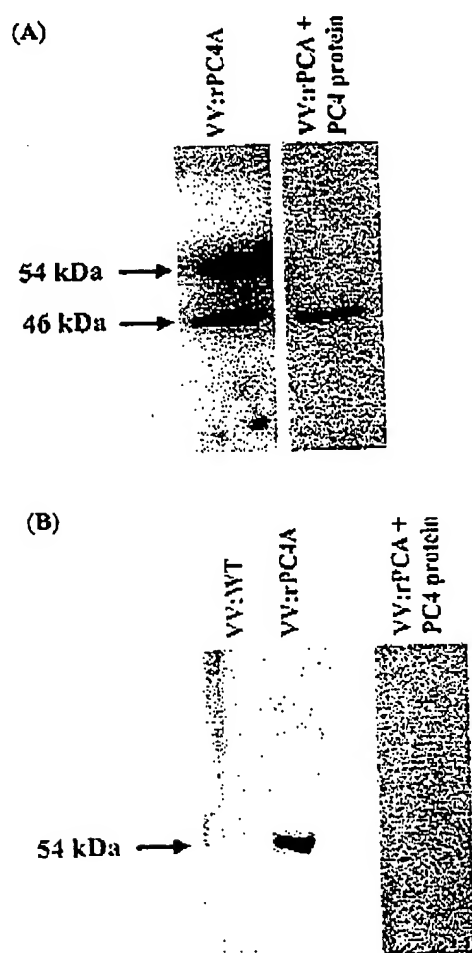 (A)
VV:rPC4A
VV:rPCA +
PC4 protein
54 kDa
46 kDa
(B)
VV:WT
VV:rPC4A
VV:rPCA +
PC4 protein
54 kDa